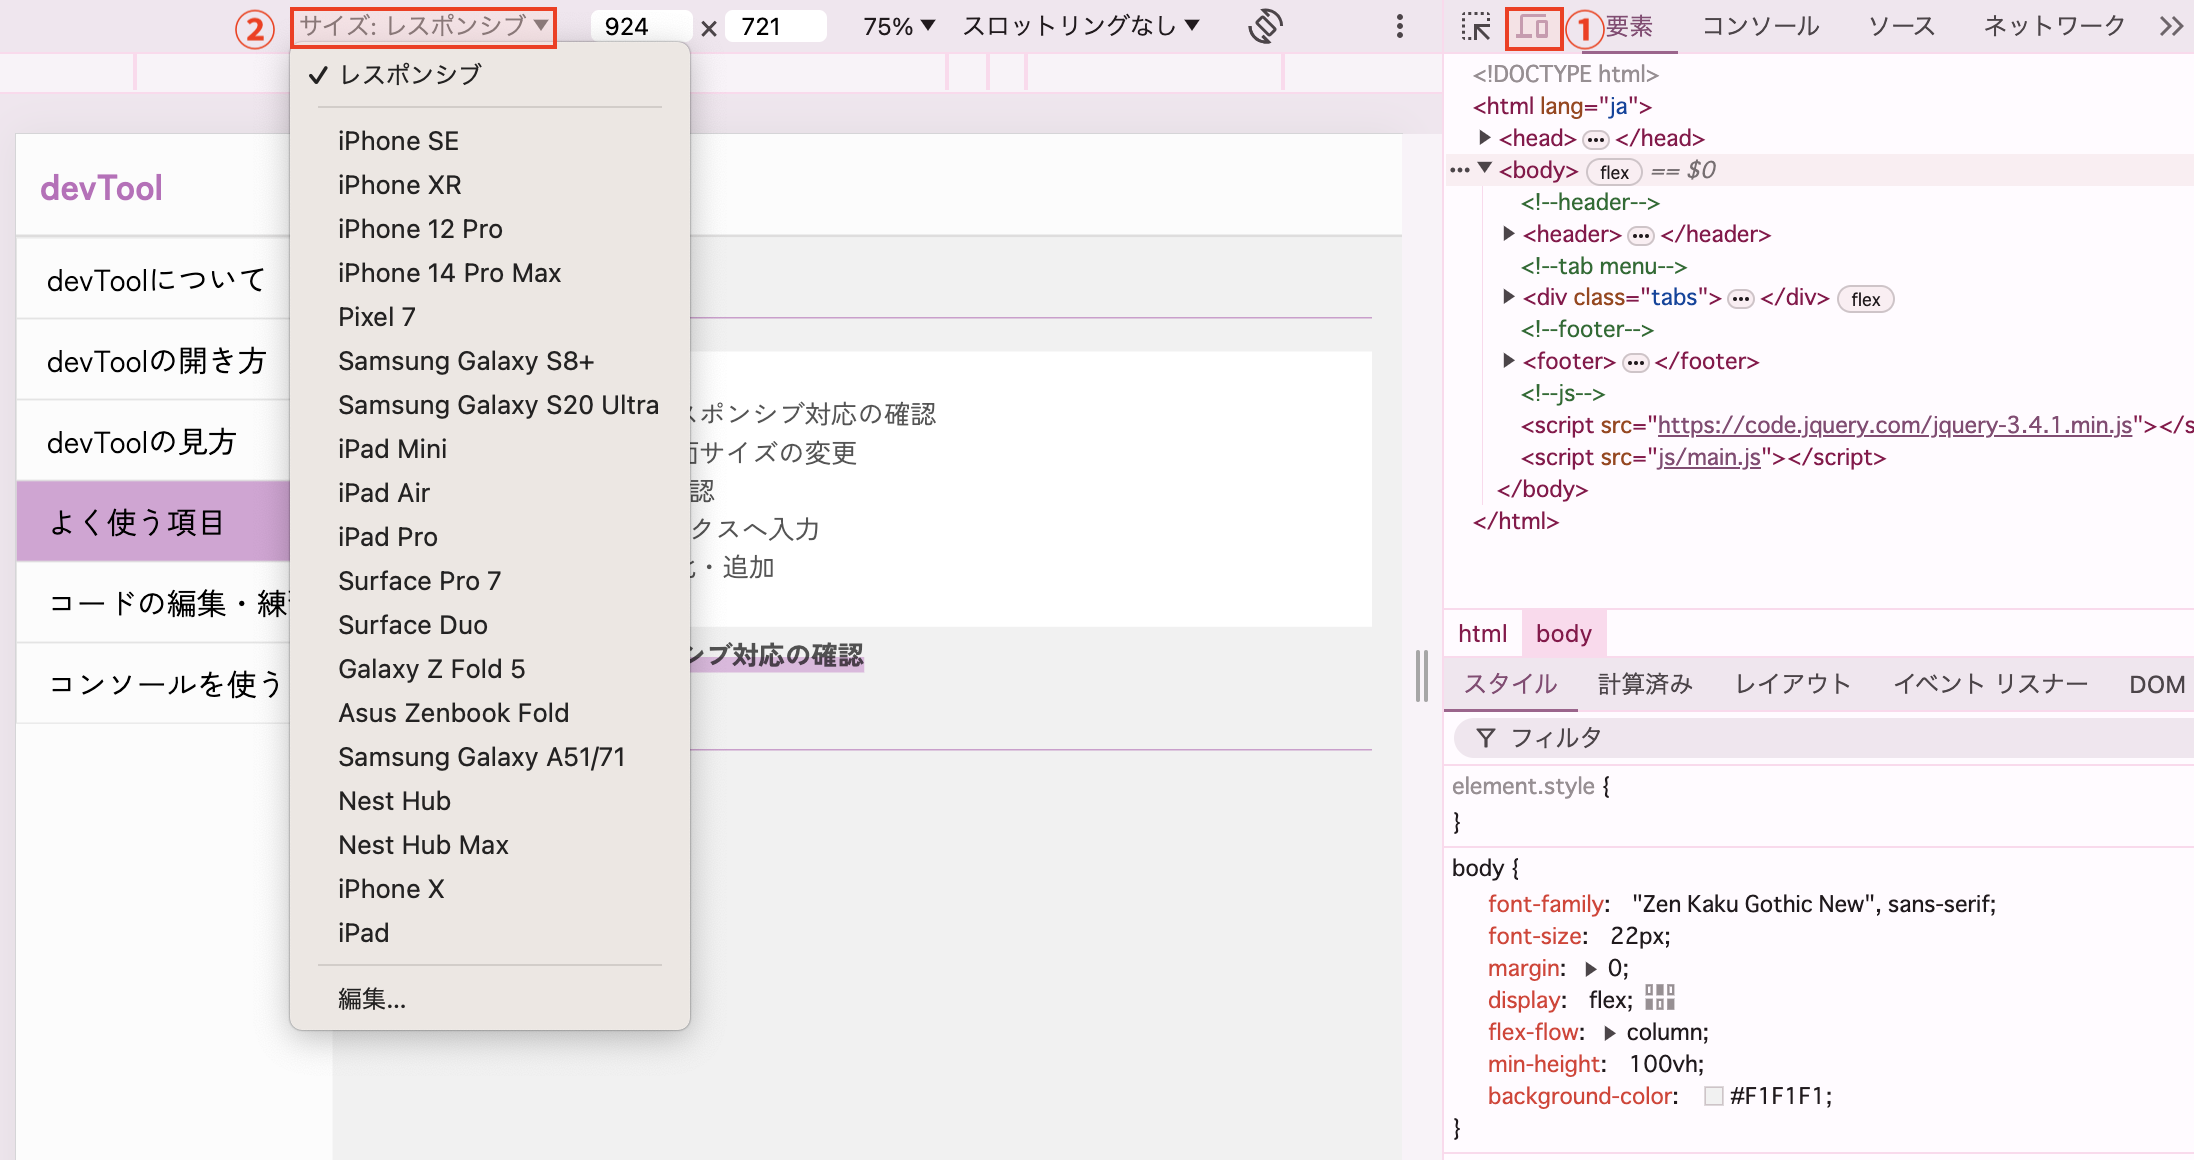 ② サイズ: レスポンシブ ▼ 924 × 721 75% ▼ スロットリングなし ▼
✓ レスポンシブ
iPhone SE
iPhone XR
iPhone 12 Pro
iPhone 14 Pro Max
Pixel 7
Samsung Galaxy S8+
Samsung Galaxy S20 Ultra
iPad Mini
iPad Air
iPad Pro
Surface Pro 7
Surface Duo
Galaxy Z Fold 5
Asus Zenbook Fold
Samsung Galaxy A51/71
Nest Hub
Nest Hub Max
iPhone X
iPad
編集...
devTool
devToolについて
devToolの開き方
devToolの見方
よく使う項目
コードの編集・練
コンソールを使う
スポンシブ対応の確認
サイズの変更
認
クスへ入力
・追加
ンブ対応の確認
① 要素 コンソール ソース ネットワーク
<!DOCTYPE html>
<html lang="ja">
▶ <head> ••• </head>
••• ▼ <body> flex == $0
<!--header-->
▶ <header> ••• </header>
<!--tab menu-->
▶ <div class="tabs"> ••• </div> flex
<!--footer-->
▶ <footer> ••• </footer>
<!--js-->
<script src="https://code.jquery.com/jquery-3.4.1.min.js"></s
<script src="js/main.js"></script>
</body>
</html>
html body
スタイル 計算済み レイアウト イベント リスナー DOM
フィルタ
element.style {
}
body {
font-family: "Zen Kaku Gothic New", sans-serif;
font-size: 22px;
margin: ▶ 0;
display: flex;
flex-flow: ▶ column;
min-height: 100vh;
background-color: #F1F1F1;
}